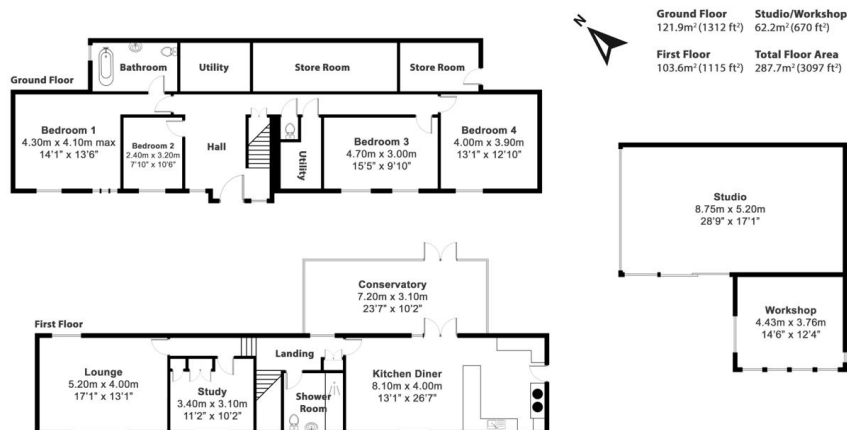 Ground Floor
121.9m² (1312 ft²)
Studio/Workshop
62.2m² (670 ft²)
First Floor
103.6m² (1115 ft²)
Total Floor Area
287.7m² (3097 ft²)
N
Ground Floor
Bathroom
Utility
Store Room
Store Room
Bedroom 1
4.30m x 4.10m max
14'1" x 13'6"
Bedroom 2
2.40m x 3.20m
7'10" x 10'6"
Hall
Utility
Bedroom 3
4.70m x 3.00m
15'5" x 9'10"
Bedroom 4
4.00m x 3.90m
13'1" x 12'10"
Studio
8.75m x 5.20m
28'9" x 17'1"
Workshop
4.43m x 3.76m
14'6" x 12'4"
Conservatory
7.20m x 3.10m
23'7" x 10'2"
First Floor
Lounge
5.20m x 4.00m
17'1" x 13'1"
Study
3.40m x 3.10m
11'2" x 10'2"
Landing
Shower
Room
Kitchen Diner
8.10m x 4.00m
13'1" x 26'7"